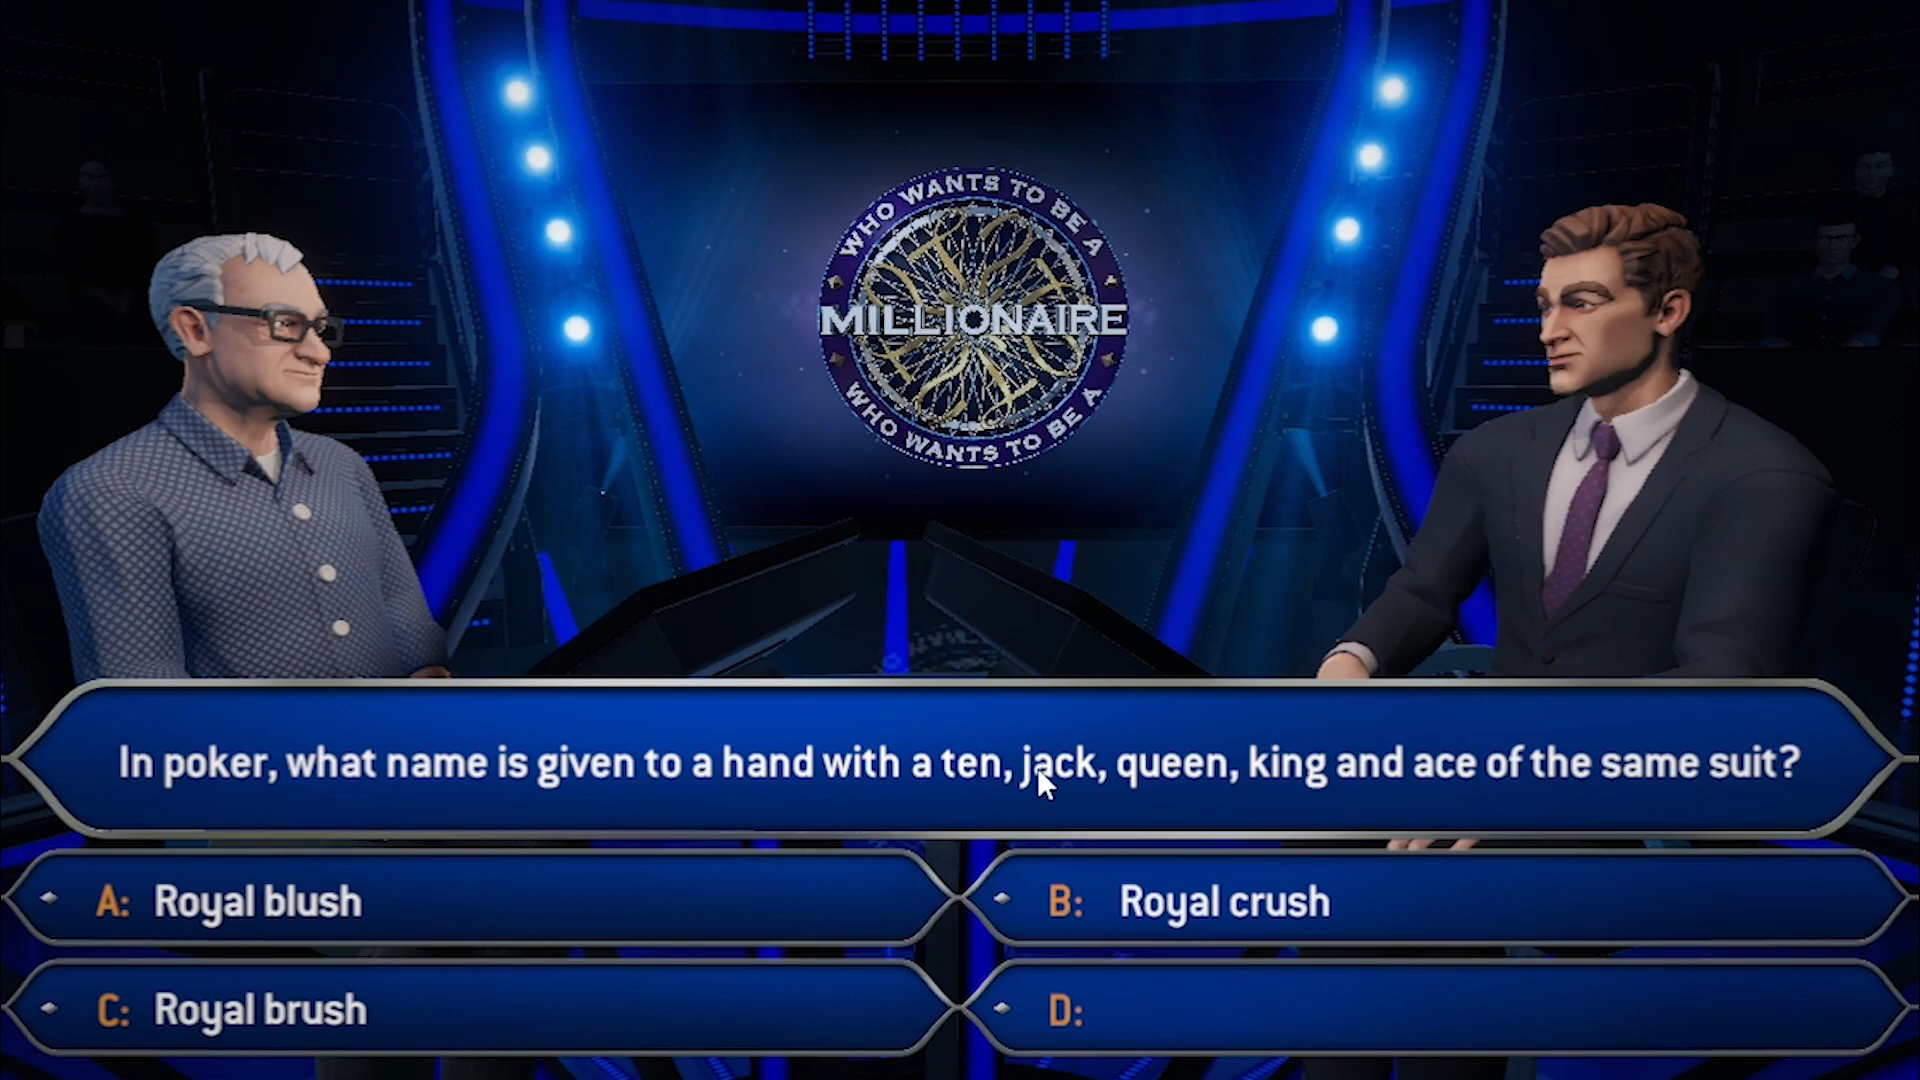 WHO WANTS TO BE A
MILLIONAIRE
WHO WANTS TO BE A
In poker, what name is given to a hand with a ten, jack, queen, king and ace of the same suit?
A: Royal blush
B: Royal crush
C: Royal brush
D: